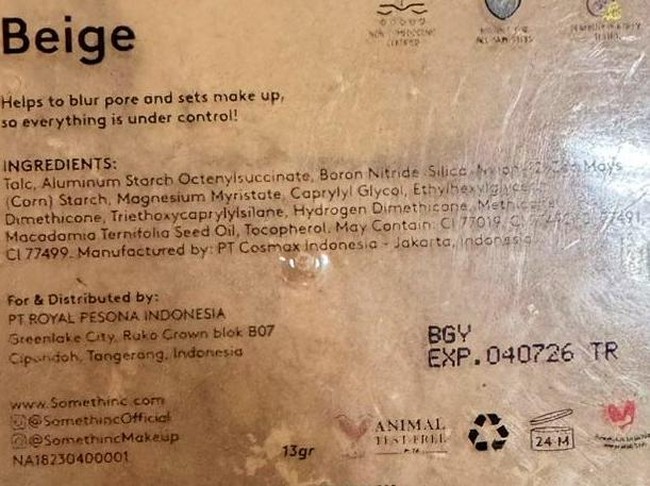 Beige
Helps to blur pore and sets make up,
so everything is under control!
INGREDIENTS:
Talc, Aluminum Starch Octenylsuccinate, Boron Nitride Silica Mays
(Corn) Starch, Magnesium Myristate, Caprylyl Glycol,
Dimethicone, Triethoxycaprylylsilane, Hydrogen Dimethicone,
Macadamia Ternifolia Seed Oil, Tocopherol. May Contain: CI 77019,
CI 77499. Manufactured by: PT Cosmax Indonesia - Jakarta, Indonesia
For & Distributed by:
PT ROYAL PESONA INDONESIA
Greenlake City, Ruko Crown blok B07
Cipondoh, Tangerang, Indonesia
BGY
EXP.040726 TR
www.Somethinc.com
@SomethincOfficial
@SomethincMakeup
NA18230400001
13gr
ANIMAL
TEST-FREE
24 M